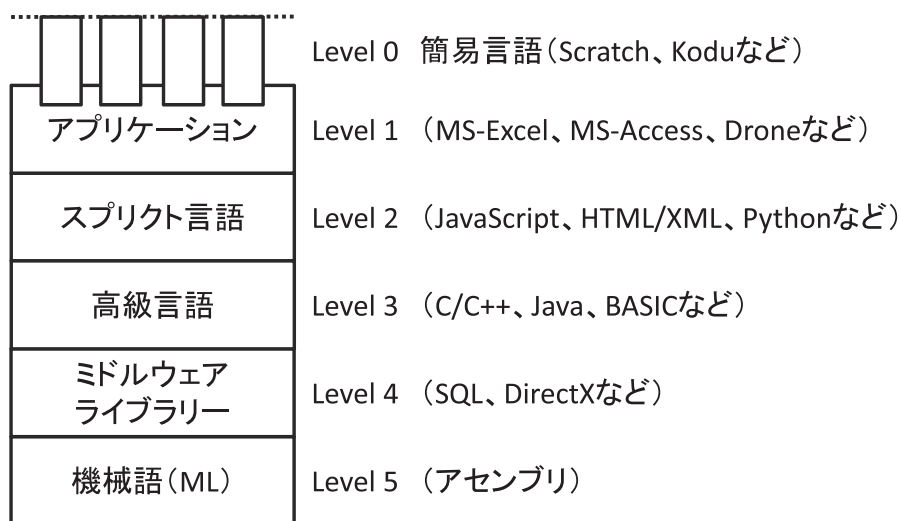 Level 0 簡易言語（Scratch、Koduなど）
アプリケーション Level 1 （MS-Excel、MS-Access、Droneなど）
スプリクト言語 Level 2 （JavaScript、HTML/XML、Pythonなど）
高級言語 Level 3 （C/C++、Java、BASICなど）
ミドルウェア
ライブラリー Level 4 （SQL、DirectXなど）
機械語（ML） Level 5 （アセンブリ）